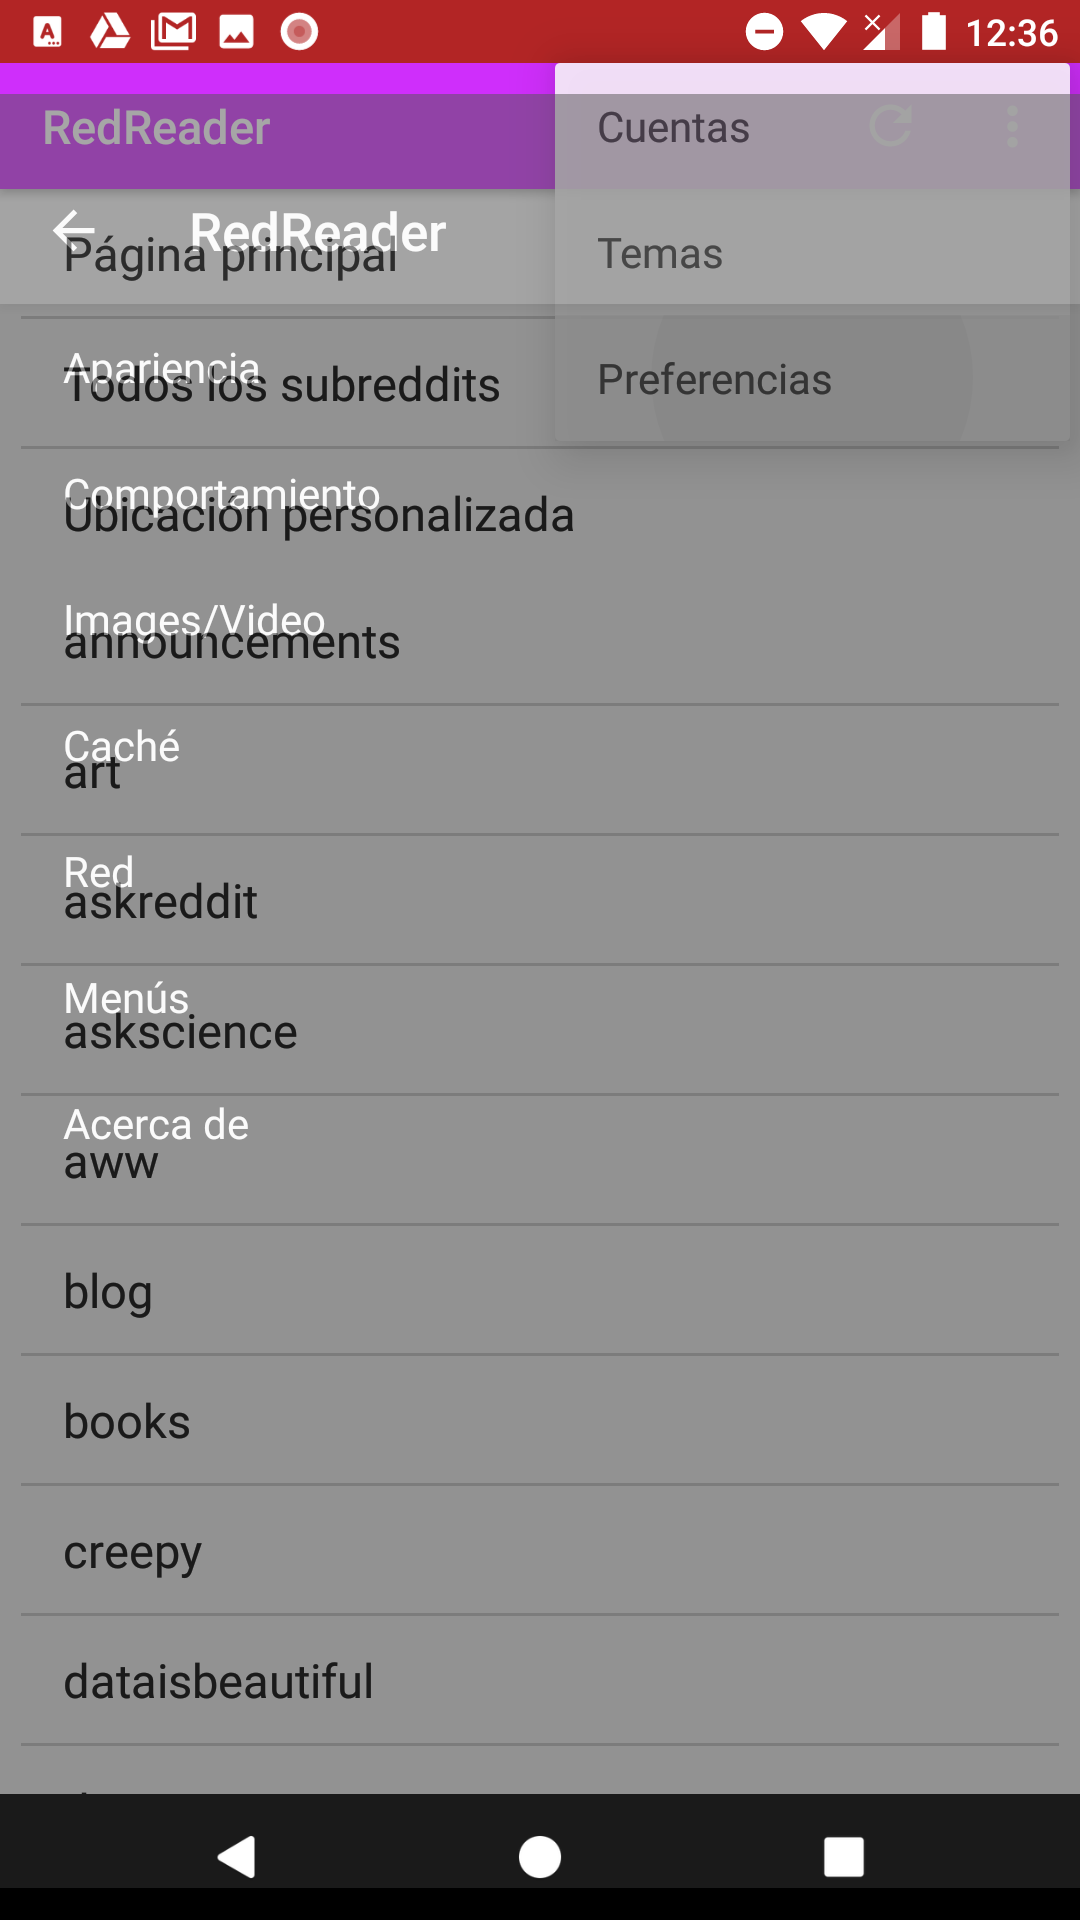 12:36
RedReader
Cuentas
RedReader
Página principal
Temas
Apariencia
Todos los subreddits
Preferencias
Comportamiento
Ubicación personalizada
Images/Video
announcements
Caché
art
Red
askreddit
Menús
askscience
Acerca de
aww
blog
books
creepy
dataisbeautiful